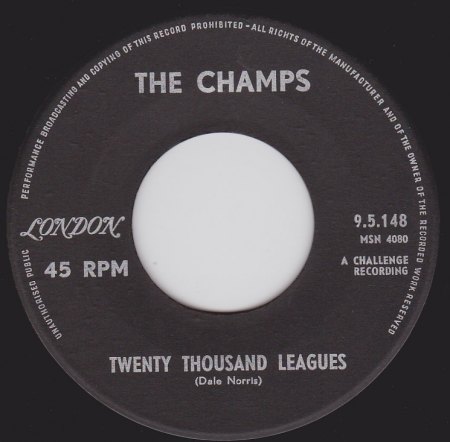 UNAUTHORISED PUBLIC PERFORMANCE BROADCASTING AND COPYING OF THIS RECORD PROHIBITED - ALL RIGHTS OF THE MANUFACTURER AND OF THE OWNER OF THE RECORDED WORK RESERVED
THE CHAMPS
LONDON
9.5.148
MSN 4080
45 RPM
A CHALLENGE
RECORDING
TWENTY THOUSAND LEAGUES
(Dale Norris)